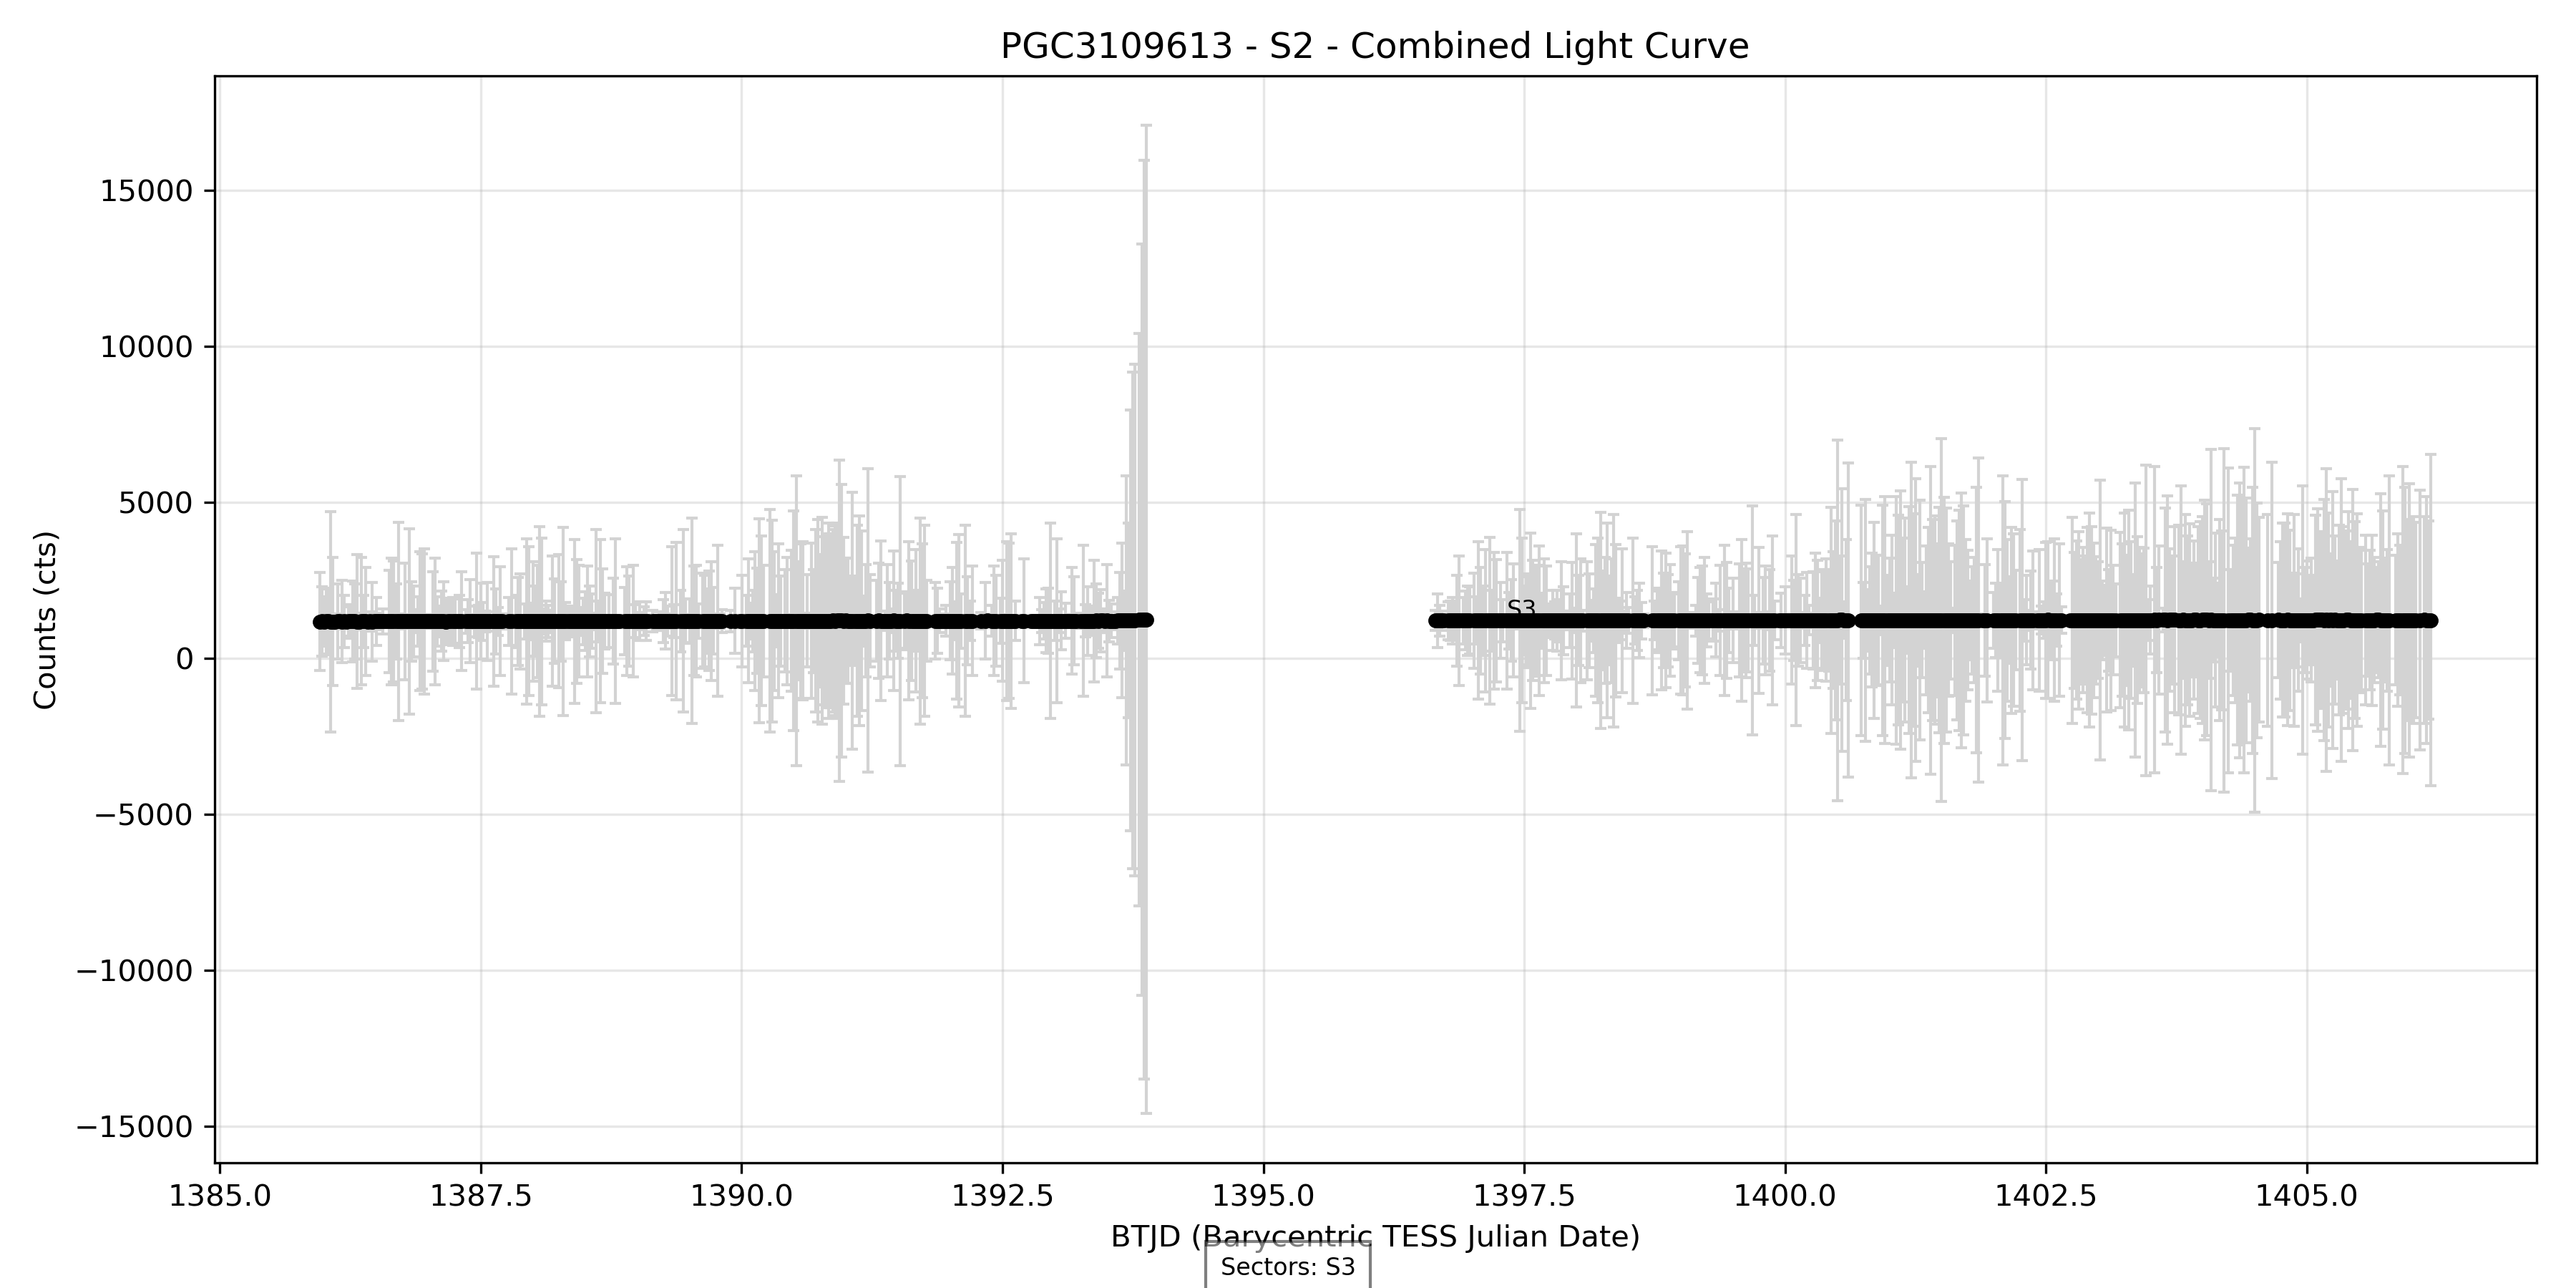 PGC3109613 - S2 - Combined Light Curve
Counts (cts)
15000
10000
5000
0
−5000
−10000
−15000
S3
1385.0 1387.5 1390.0 1392.5 1395.0 1397.5 1400.0 1402.5 1405.0
BTJD (Barycentric TESS Julian Date)
Sectors: S3